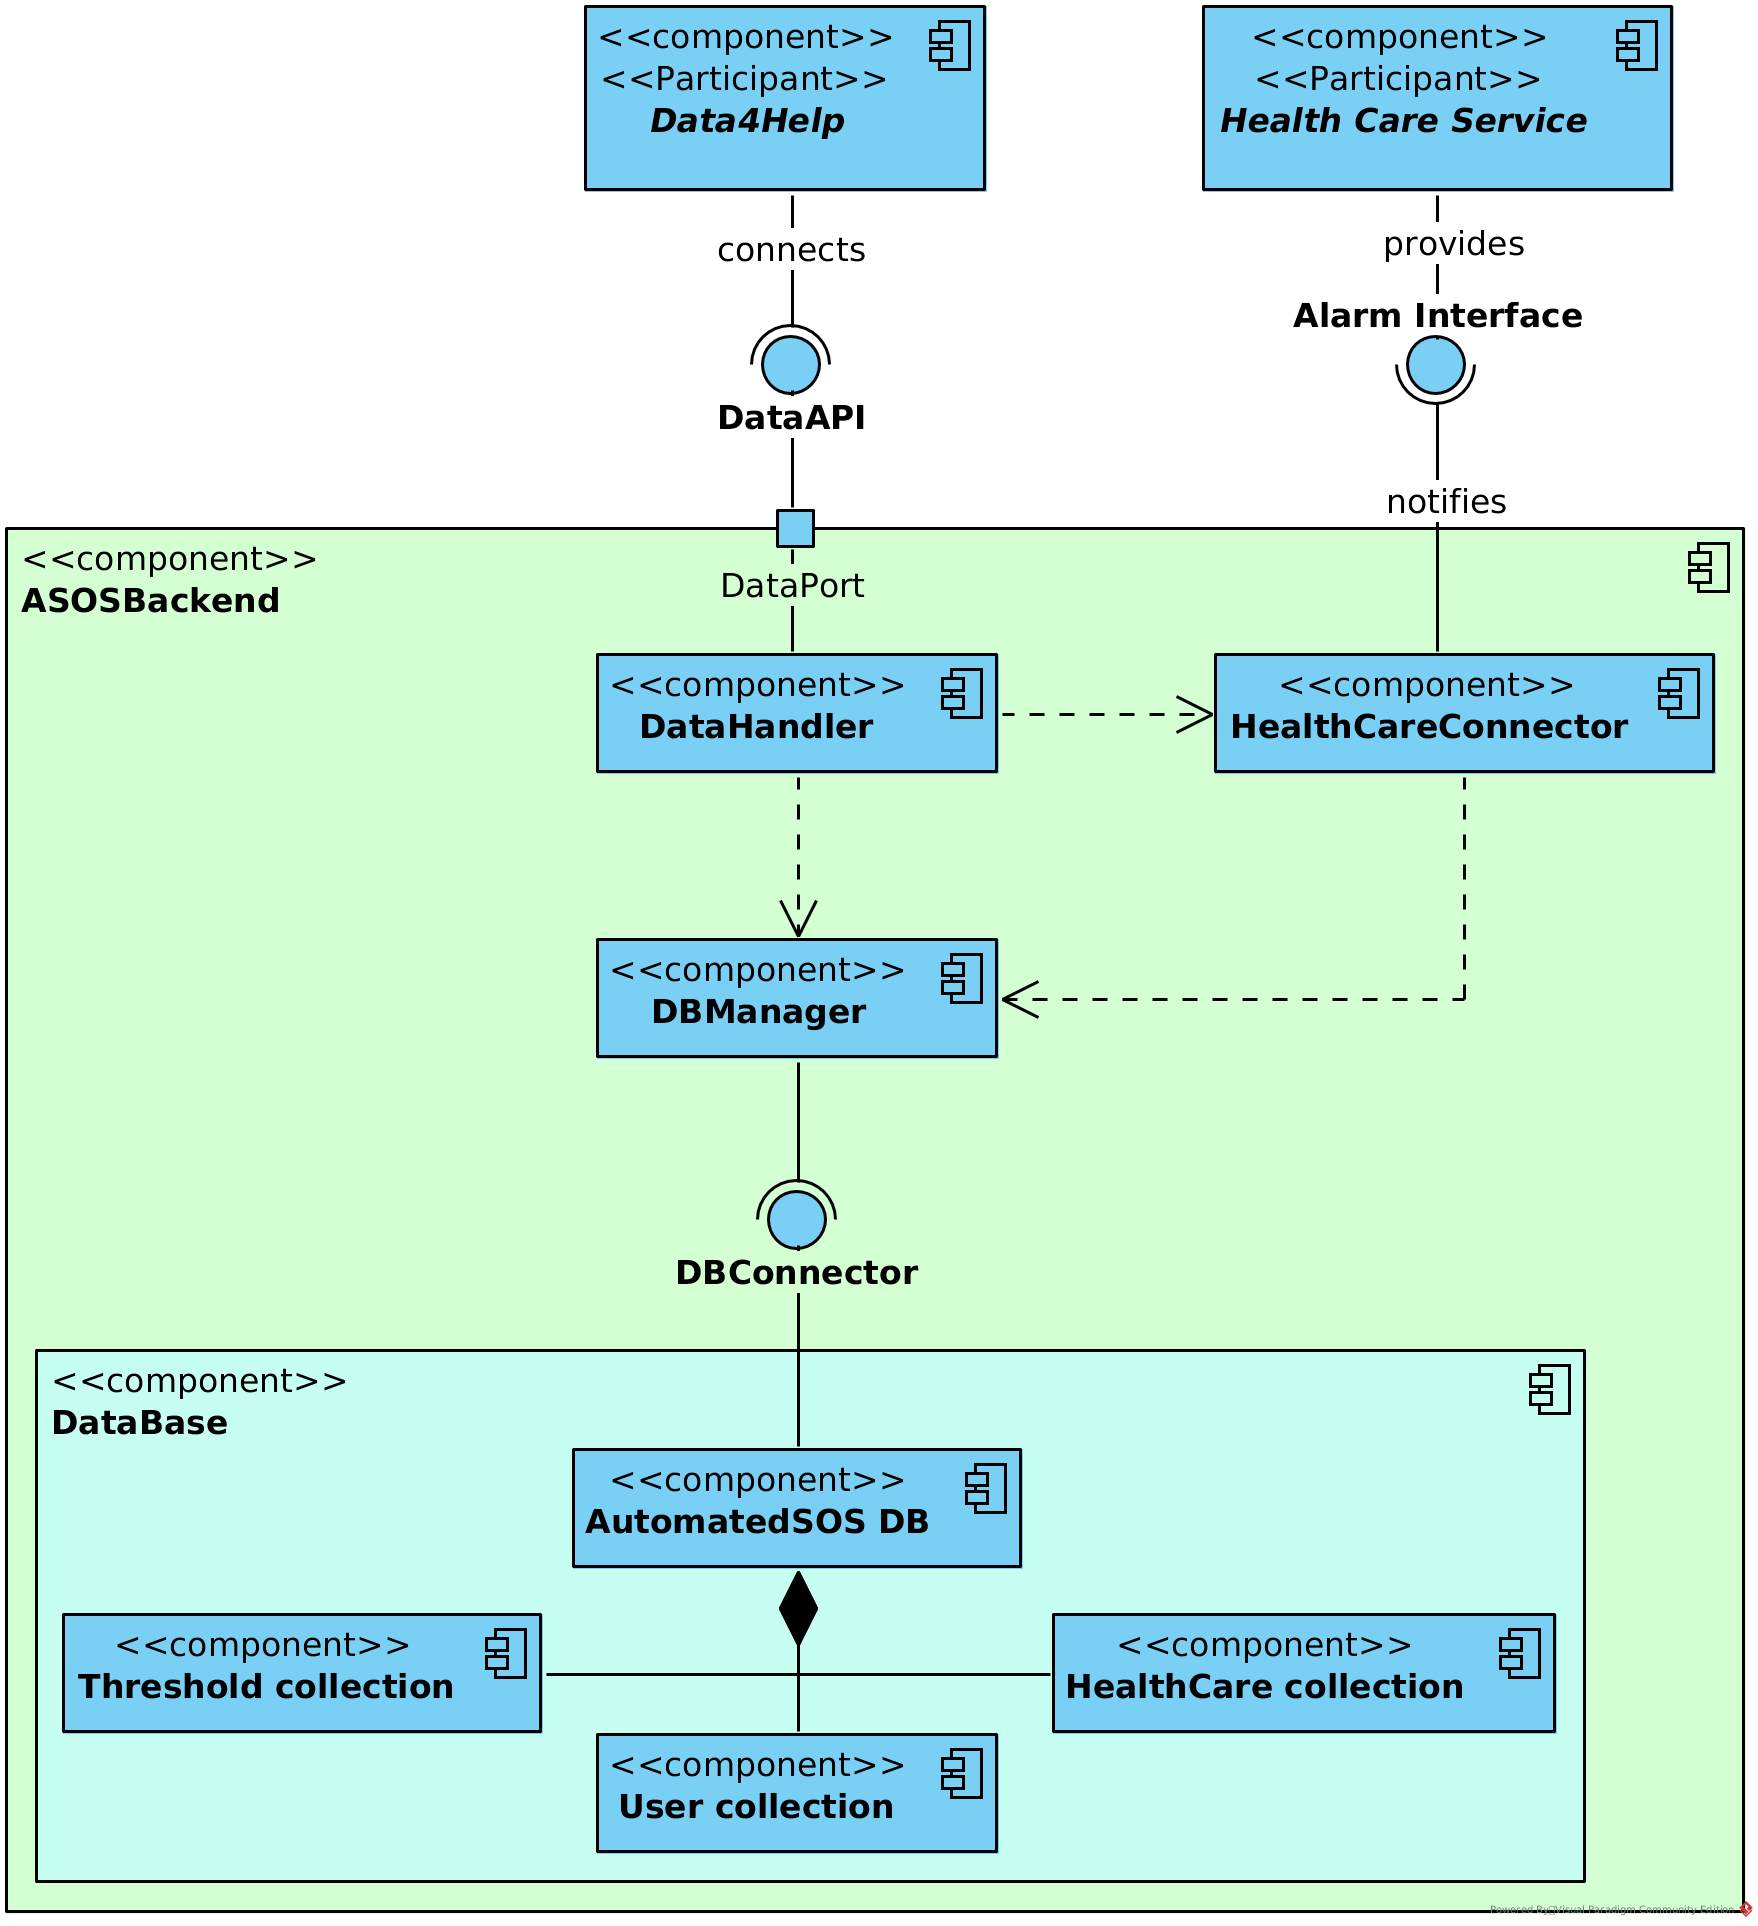 <<component>>
<<Participant>>
Data4Help
<<component>>
<<Participant>>
Health Care Service
connects
provides
Alarm Interface
DataAPI
notifies
<<component>>
ASOSBackend
DataPort
<<component>>
DataHandler
<<component>>
HealthCareConnector
<<component>>
DBManager
DBConnector
<<component>>
DataBase
<<component>>
AutomatedSOS DB
<<component>>
Threshold collection
<<component>>
HealthCare collection
<<component>>
User collection
Powered By Visual Paradigm Community Edition